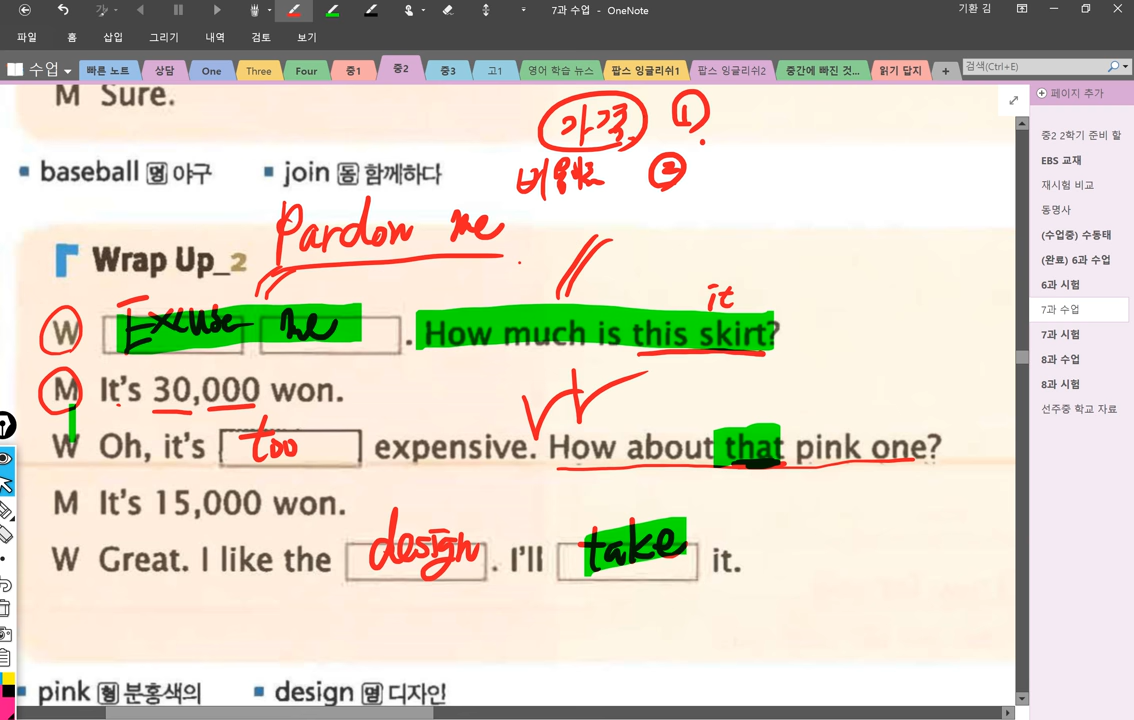 7과 수업 - OneNote
기환 김
파일 홈 삽입 그리기 내역 검토 보기
수업 빠른 노트 상담 One Three Four 중1 중2 중3 고1 영어 학습 뉴스 팝스 잉글리쉬1 팝스 잉글리쉬2 중간에 빠진 것... 읽기 답지 + 검색(Ctrl+E)
M Sure.
가격 ①
②
baseball 명 야구 join 동 함께하다
Pardon me
Wrap Up_2
it
W Excuse me . How much is this skirt?
M It's 30,000 won.
W Oh, it's too expensive. How about that pink one?
M It's 15,000 won.
W Great. I like the design . I'll take it.
pink 형 분홍색의 design 명 디자인
페이지 추가
중2 2학기 준비 할
EBS 교재
재시험 비교
동명사
(수업중) 수동태
(완료) 6과 수업
6과 시험
7과 수업
7과 시험
8과 수업
8과 시험
선주중 학교 자료